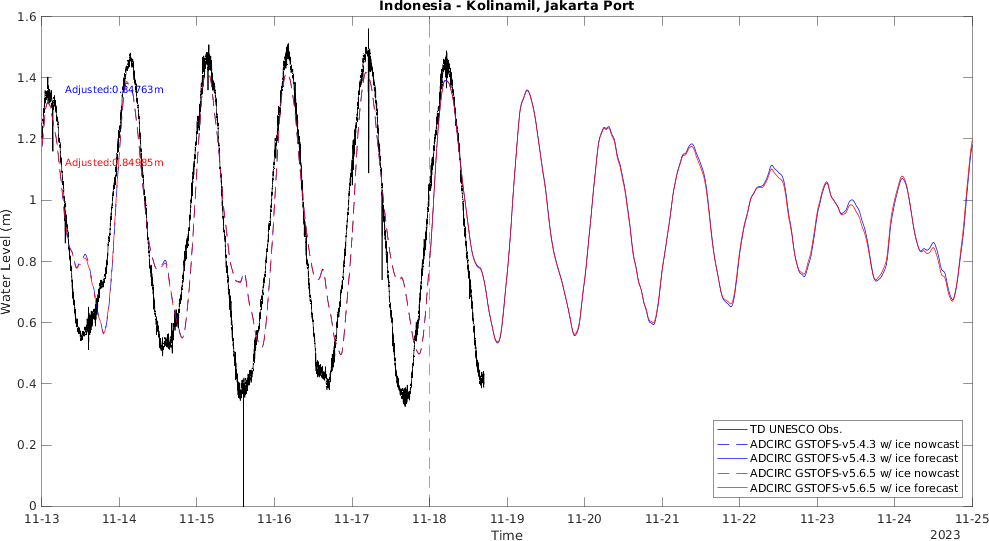 Indonesia - Kolinamil, Jakarta Port
1.6
1.4
1.2
1
0.8
0.6
0.4
0.2
0
Water Level (m)
Adjusted:0.84763m
Adjusted:0.84985m
TD UNESCO Obs.
ADCIRC GSTOFS-v5.4.3 w/ ice nowcast
ADCIRC GSTOFS-v5.4.3 w/ ice forecast
ADCIRC GSTOFS-v5.6.5 w/ ice nowcast
ADCIRC GSTOFS-v5.6.5 w/ ice forecast
11-13 11-14 11-15 11-16 11-17 11-18 11-19 11-20 11-21 11-22 11-23 11-24 11-25
Time
2023